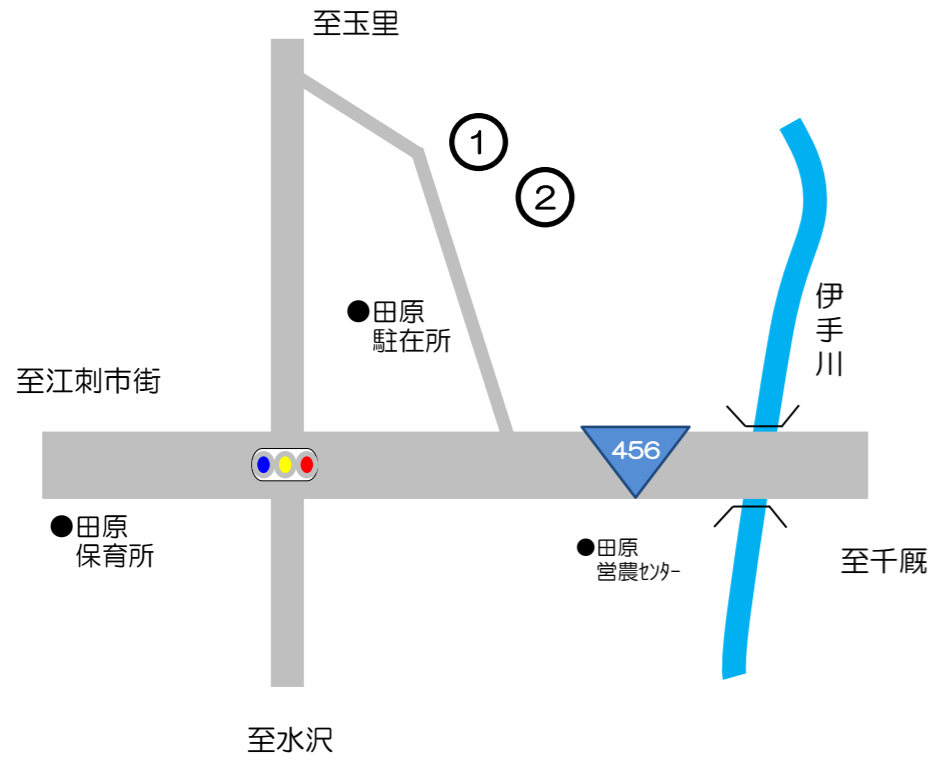 至玉里
①
②
●田原
駐在所
伊
手
川
至江刺市街
456
●田原
保育所
●田原
営農ｾﾝﾀｰ
至千厩
至水沢